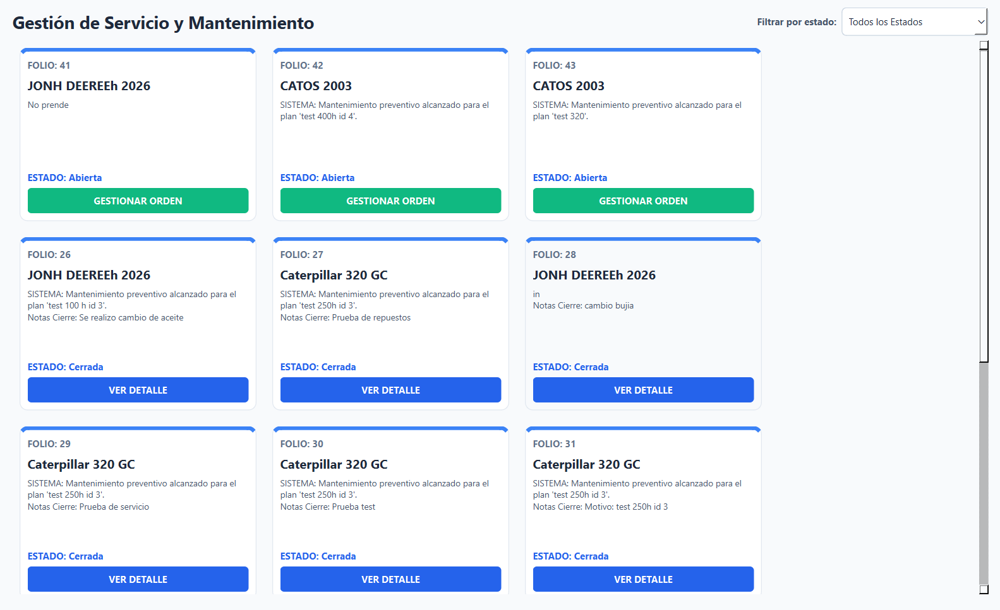 Gestión de Servicio y Mantenimiento
Filtrar por estado: Todos los Estados
FOLIO: 41
JONH DEEREEh 2026
No prende
ESTADO: Abierta
GESTIONAR ORDEN
FOLIO: 42
CATOS 2003
SISTEMA: Mantenimiento preventivo alcanzado para el
plan 'test 400h id 4'.
ESTADO: Abierta
GESTIONAR ORDEN
FOLIO: 43
CATOS 2003
SISTEMA: Mantenimiento preventivo alcanzado para el
plan 'test 320'.
ESTADO: Abierta
GESTIONAR ORDEN
FOLIO: 26
JONH DEEREEh 2026
SISTEMA: Mantenimiento preventivo alcanzado para el
plan 'test 100 h id 3'.
Notas Cierre: Se realizo cambio de aceite
ESTADO: Cerrada
VER DETALLE
FOLIO: 27
Caterpillar 320 GC
SISTEMA: Mantenimiento preventivo alcanzado para el
plan 'test 250h id 3'.
Notas Cierre: Prueba de repuestos
ESTADO: Cerrada
VER DETALLE
FOLIO: 28
JONH DEEREEh 2026
in
Notas Cierre: cambio bujia
ESTADO: Cerrada
VER DETALLE
FOLIO: 29
Caterpillar 320 GC
SISTEMA: Mantenimiento preventivo alcanzado para el
plan 'test 250h id 3'.
Notas Cierre: Prueba de servicio
ESTADO: Cerrada
VER DETALLE
FOLIO: 30
Caterpillar 320 GC
SISTEMA: Mantenimiento preventivo alcanzado para el
plan 'test 250h id 3'.
Notas Cierre: Prueba test
ESTADO: Cerrada
VER DETALLE
FOLIO: 31
Caterpillar 320 GC
SISTEMA: Mantenimiento preventivo alcanzado para el
plan 'test 250h id 3'.
Notas Cierre: Motivo: test 250h id 3
ESTADO: Cerrada
VER DETALLE